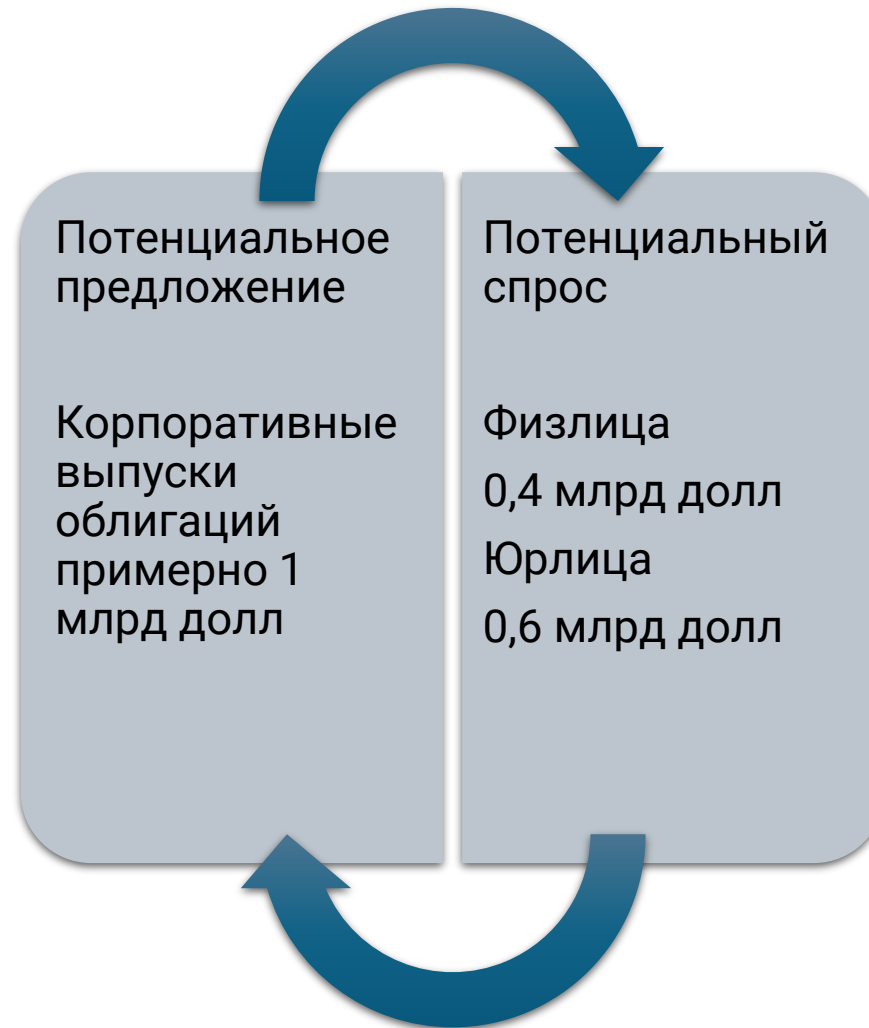 Потенциальное
предложение
Корпоративные
выпуски
облигаций
примерно 1
млрд долл
Потенциальный
спрос
Физлица
0,4 млрд долл
Юрлица
0,6 млрд долл